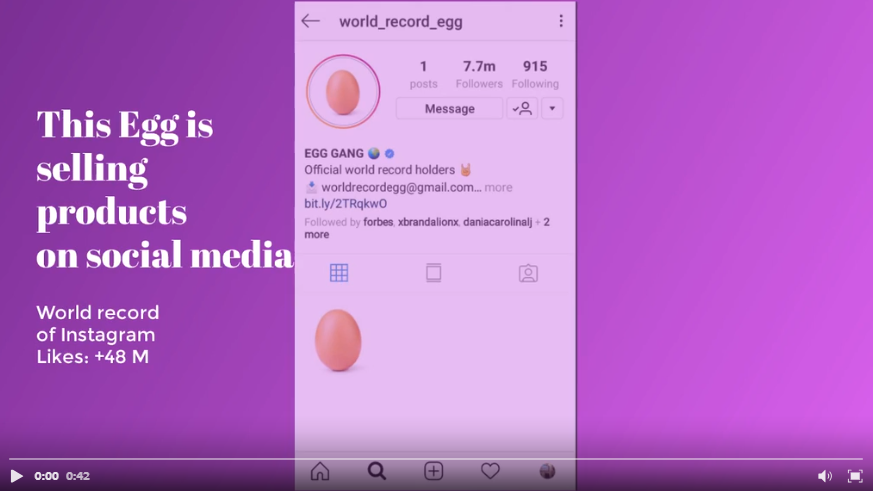 world_record_egg
This Egg is
selling
products
on social media
World record
of Instagram
Likes: +48 M
1 7.7m 915
posts Followers Following
Message
EGG GANG
Official world record holders
worldrecordegg@gmail.com... more
bit.ly/2TRqkwO
Followed by forbes, xbrandalionx, daniacarolinalj + 2
more
0:00 0:42